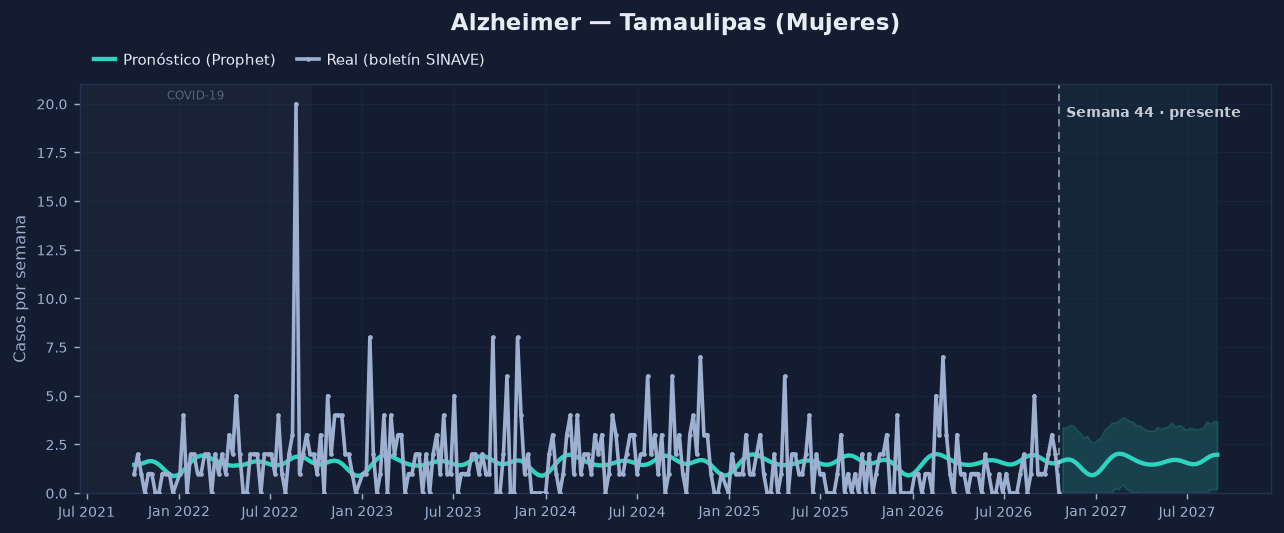 Alzheimer — Tamaulipas (Mujeres)
Pronóstico (Prophet)
Real (boletín SINAVE)
COVID-19
Semana 44 · presente
Casos por semana
20.0
17.5
15.0
12.5
10.0
7.5
5.0
2.5
0.0
Jul 2021
Jan 2022
Jul 2022
Jan 2023
Jul 2023
Jan 2024
Jul 2024
Jan 2025
Jul 2025
Jan 2026
Jul 2026
Jan 2027
Jul 2027